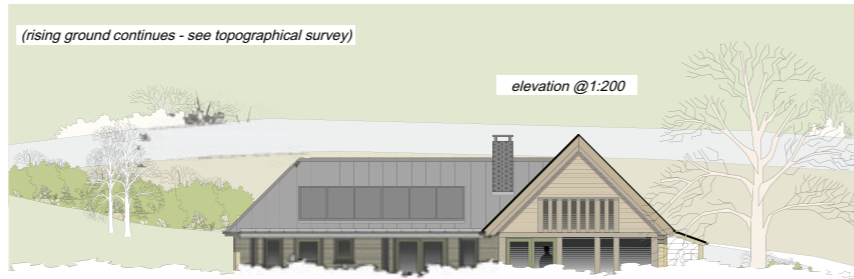 (rising ground continues - see topographical survey)
elevation @1:200